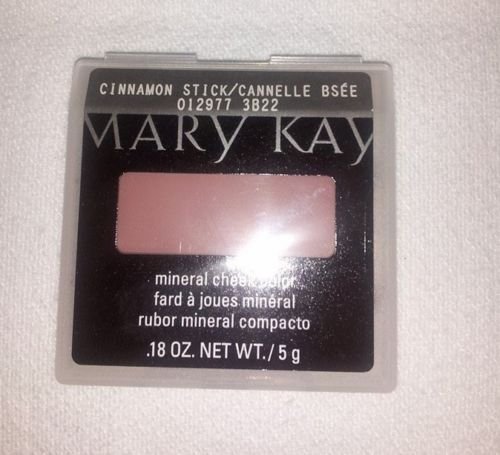 CINNAMON STICK/CANNELLE BSÉE
012977 3B22
MARY KAY
mineral cheek color
fard à joues minéral
rubor mineral compacto
.18 OZ. NET WT. / 5 g